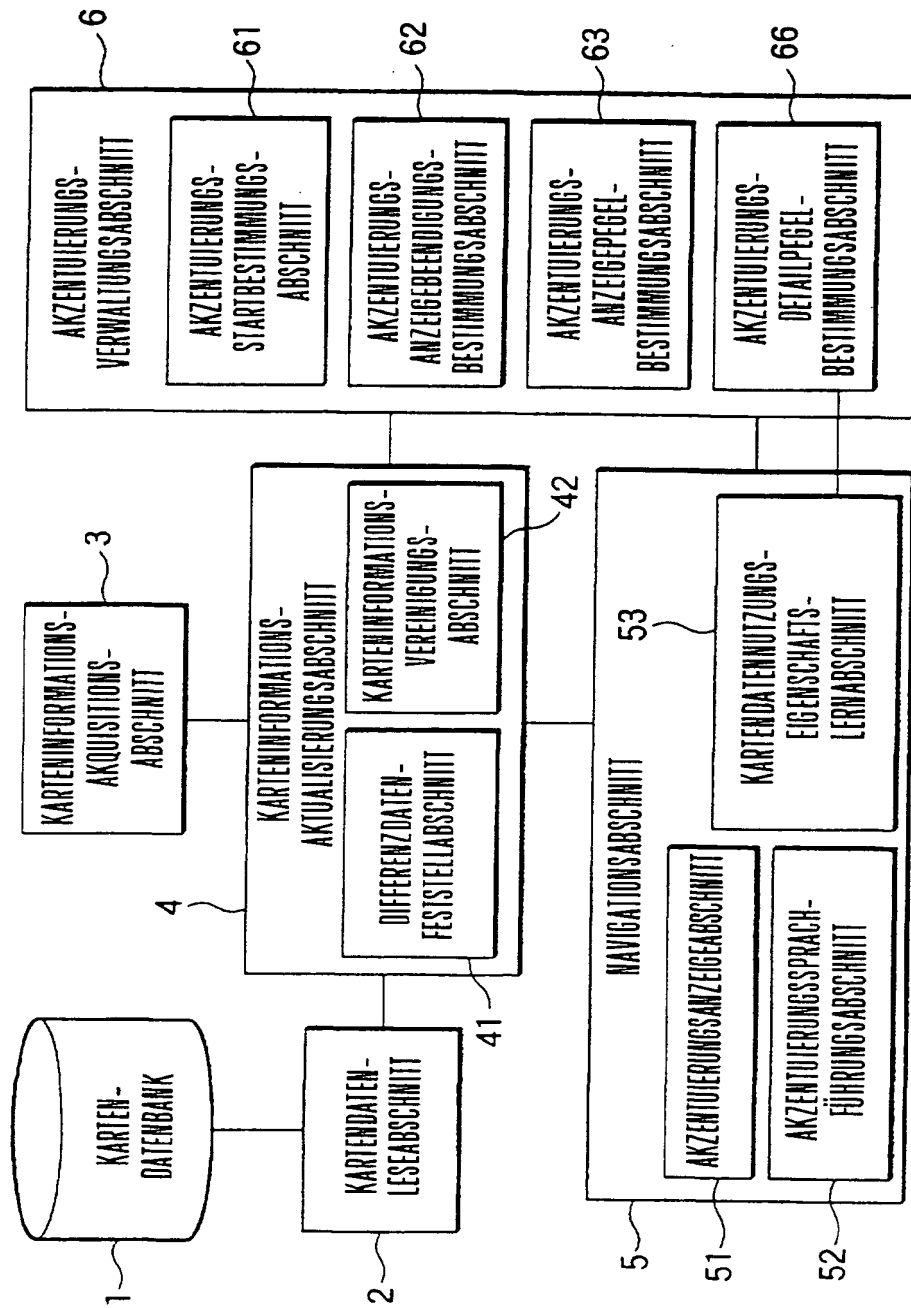 1
KARTEN-
DATENBANK
2
KARTENDATEN-
LESEABSCHNITT
3
KARTENINFORMATIONS-
AKQUISITIONS-
ABSCHNITT
4
KARTENINFORMATIONS-
AKTUALISIERUNGSABSCHNITT
41
DIFFERENZDATEN-
FESTSTELLABSCHNITT
42
KARTENINFORMATIONS-
VEREINIGUNGS-
ABSCHNITT
5
NAVIGATIONSABSCHNITT
51
AKZENTUIERUNGSANZEIGEABSCHNITT
52
AKZENTUIERUNGSSPRACH-
FÜHRUNGSABSCHNITT
53
KARTENDATENNUTZUNGS-
EIGENSCHAFTS-
LERNABSCHNITT
6
AKZENTUIERUNGS-
VERWALTUNGSABSCHNITT
61
AKZENTUIERUNGS-
STARTBESTIMMUNGS-
ABSCHNITT
62
AKZENTUIERUNGS-
ANZEIGEBEENDIGUNGS-
BESTIMMUNGSABSCHNITT
63
AKZENTUIERUNGS-
ANZEIGEPEGEL-
BESTIMMUNGSABSCHNITT
66
AKZENTUIERUNGS-
DETAILPEGEL-
BESTIMMUNGSABSCHNITT